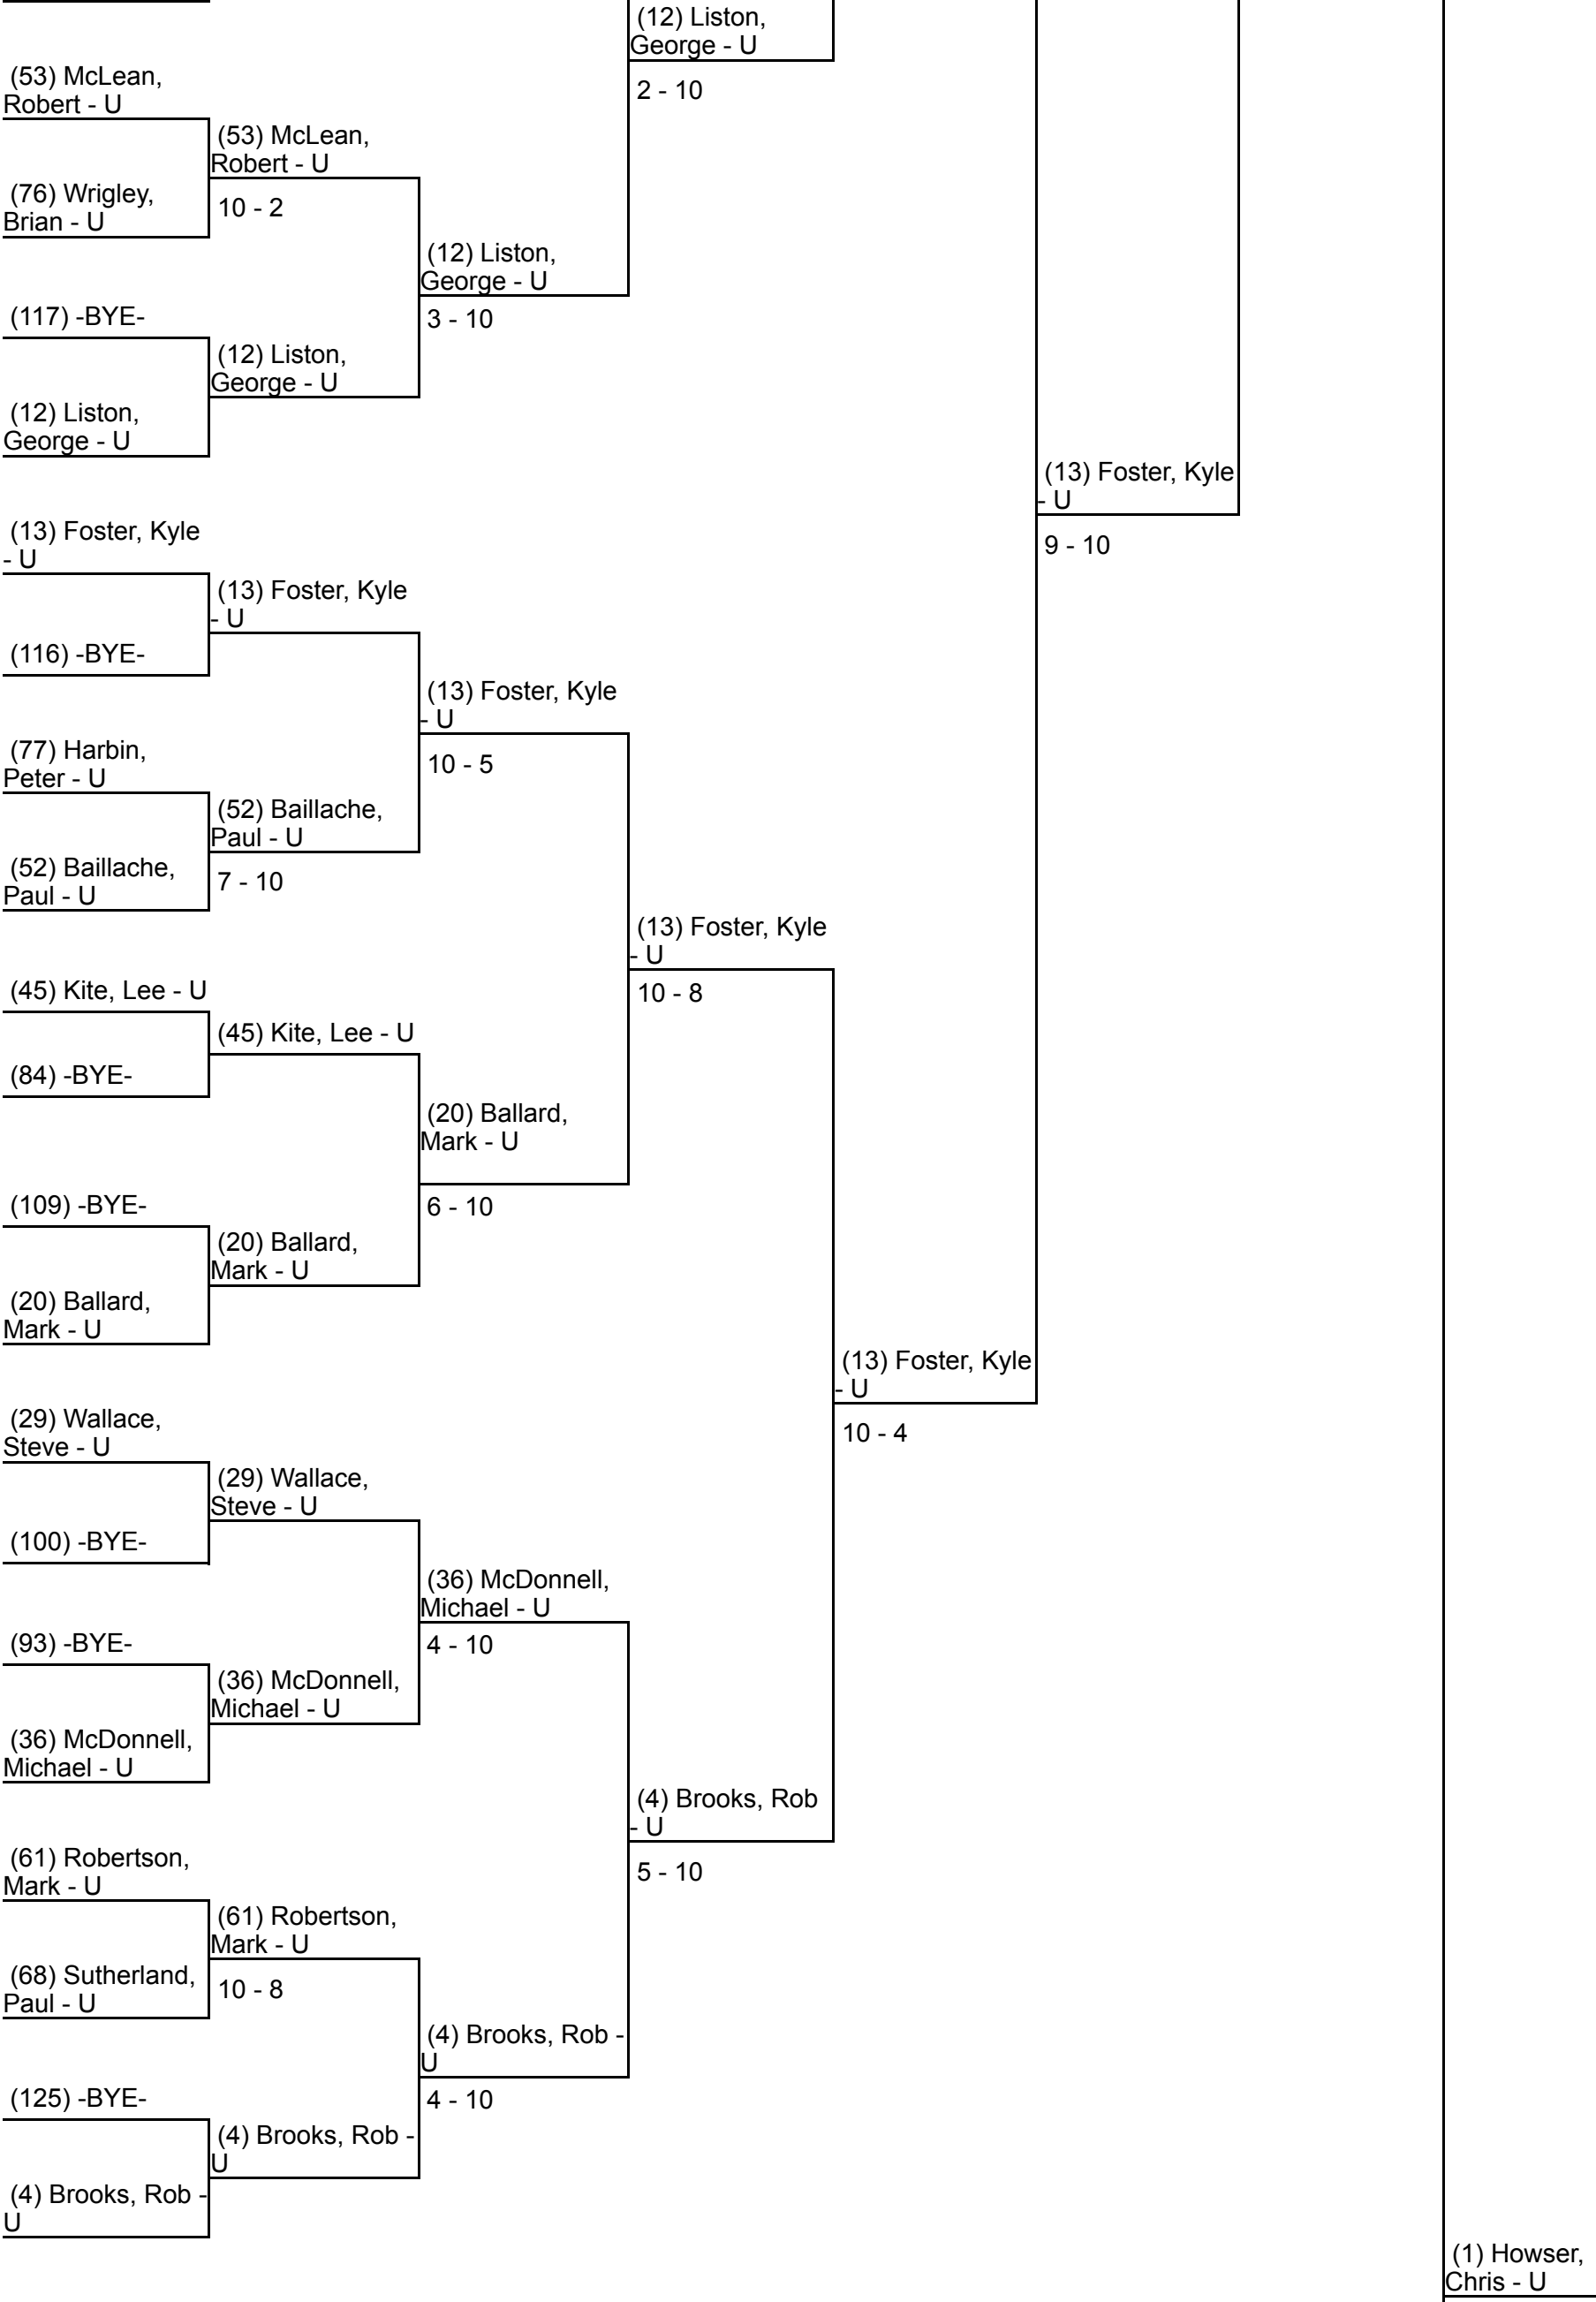 (12) Liston,
George - U
2 - 10
(53) McLean,
Robert - U
(53) McLean,
Robert - U
10 - 2
(76) Wrigley,
Brian - U
(12) Liston,
George - U
3 - 10
(117) -BYE-
(12) Liston,
George - U
(12) Liston,
George - U
(13) Foster, Kyle
- U
9 - 10
(13) Foster, Kyle
- U
(13) Foster, Kyle
- U
(116) -BYE-
(13) Foster, Kyle
- U
10 - 5
(77) Harbin,
Peter - U
(52) Baillache,
Paul - U
7 - 10
(52) Baillache,
Paul - U
(13) Foster, Kyle
- U
10 - 8
(45) Kite, Lee - U
(45) Kite, Lee - U
(84) -BYE-
(20) Ballard,
Mark - U
6 - 10
(109) -BYE-
(20) Ballard,
Mark - U
(20) Ballard,
Mark - U
(13) Foster, Kyle
- U
10 - 4
(29) Wallace,
Steve - U
(29) Wallace,
Steve - U
(100) -BYE-
(36) McDonnell,
Michael - U
4 - 10
(93) -BYE-
(36) McDonnell,
Michael - U
(36) McDonnell,
Michael - U
(4) Brooks, Rob
- U
5 - 10
(61) Robertson,
Mark - U
(61) Robertson,
Mark - U
10 - 8
(68) Sutherland,
Paul - U
(4) Brooks, Rob -
U
4 - 10
(125) -BYE-
(4) Brooks, Rob -
U
(4) Brooks, Rob -
U
(1) Howser,
Chris - U